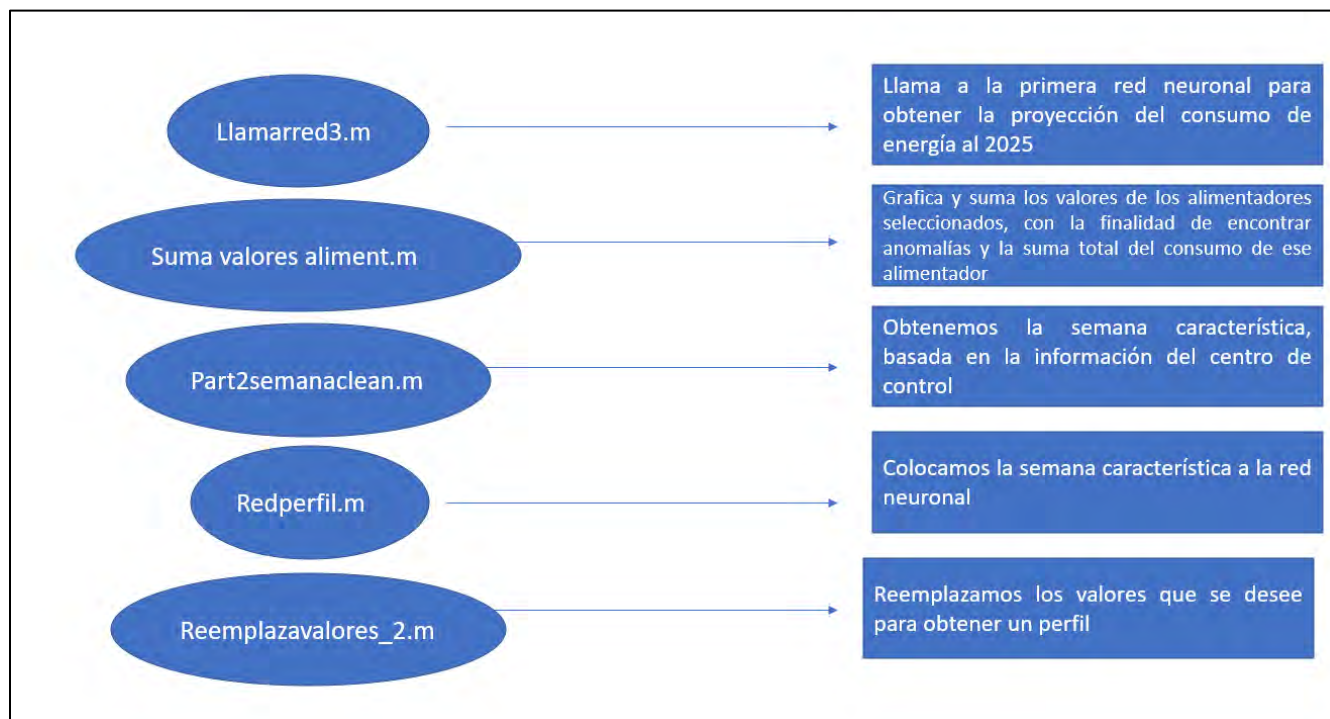 Llamarred3.m
Llama a la primera red neuronal para
obtener la proyección del consumo de
energía al 2025
Suma valores aliment.m
Grafica y suma los valores de los alimentadores
seleccionados, con la finalidad de encontrar
anomalías y la suma total del consumo de ese
alimentador
Part2semanaclean.m
Obtenemos la semana característica,
basada en la información del centro de
control
Redperfil.m
Colocamos la semana característica a la red
neuronal
Reemplazavalores_2.m
Reemplazamos los valores que se desee
para obtener un perfil